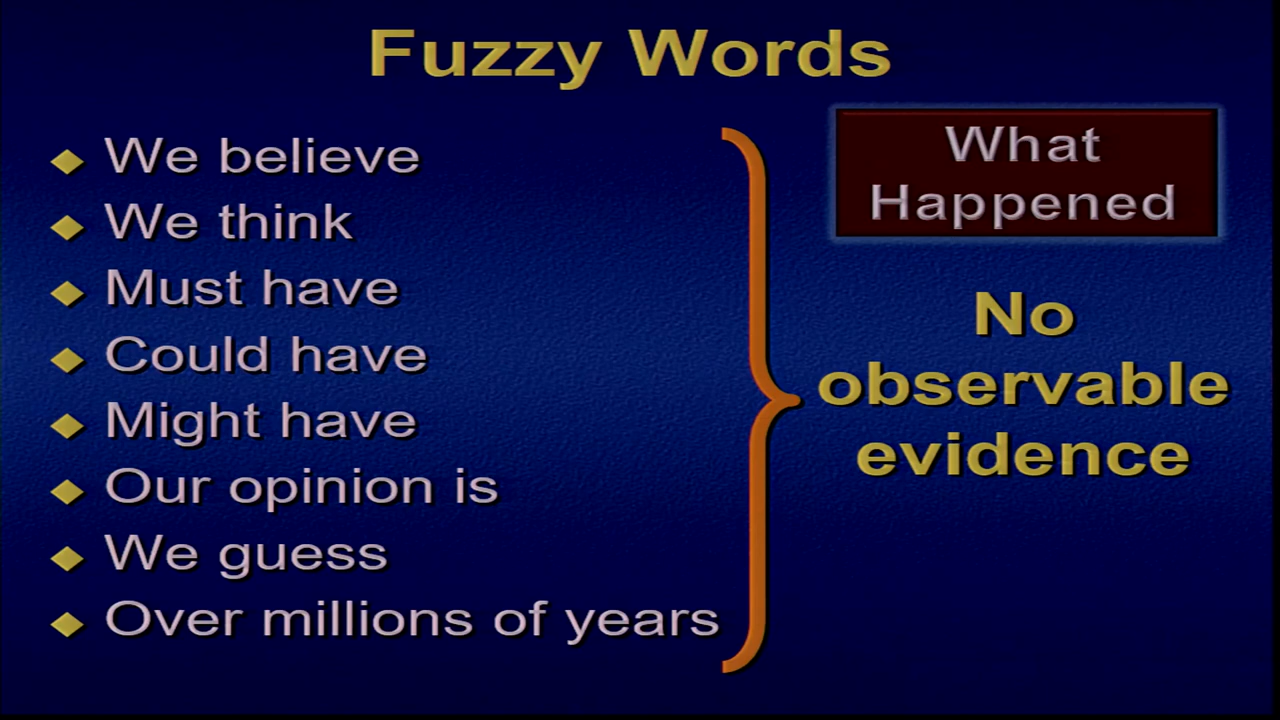 Fuzzy Words
We believe
We think
Must have
Could have
Might have
Our opinion is
We guess
Over millions of years
What
Happened
No
observable
evidence